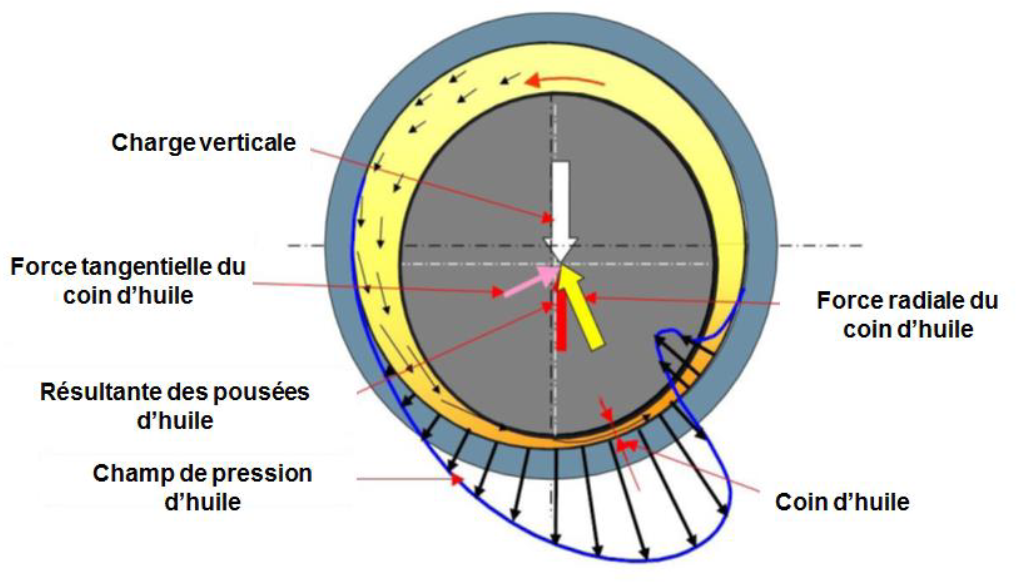 Charge verticale
Force tangentielle du
coin d’huile
Force radiale du
coin d’huile
Résultante des pousées
d’huile
Champ de pression
d’huile
Coin d’huile